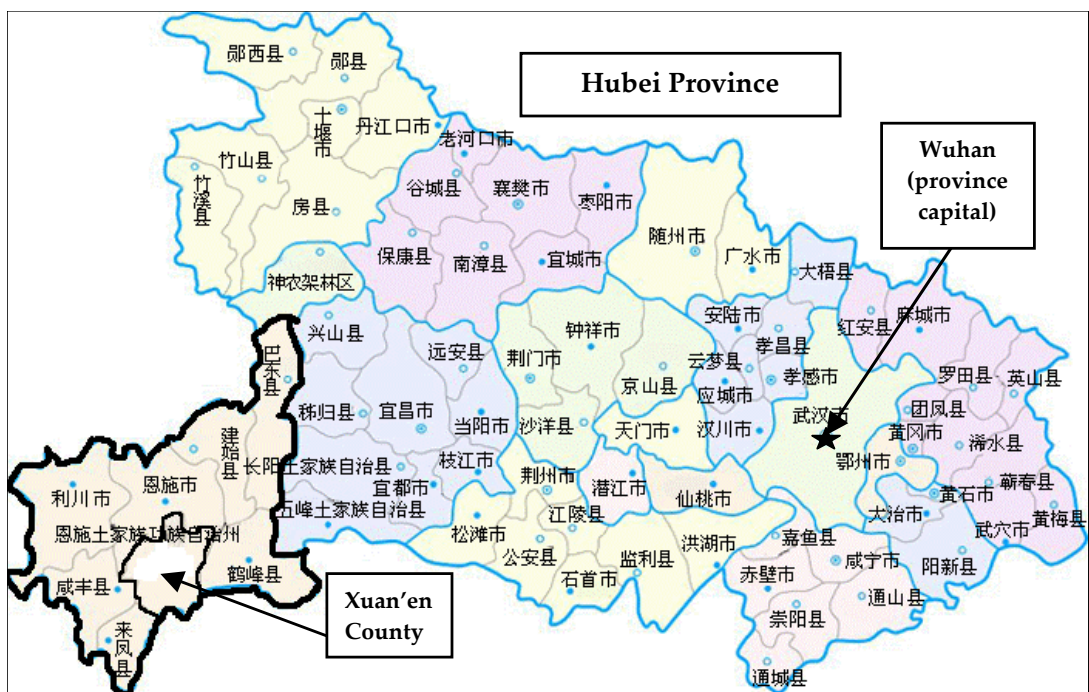 Hubei Province
Wuhan
(province
capital)
郧西县
郧县
十堰市
丹江口市
老河口市
竹山县
竹溪县
谷城县
襄樊市
枣阳市
房县
随州市
广水市
大梧县
保康县
南漳县
宜城市
神农架林区
兴山县
安陆市
红安县
麻城市
钟祥市
孝昌县
远安县
荆门市
云梦县
巴东县
京山县
应城市
孝感市
罗田县
英山县
秭归县
宜昌市
当阳市
沙洋县
天门市
汉川市
武汉市
团凤县
黄冈市
浠水县
建始县
长阳土家族自治县
枝江市
荆州市
鄂州市
利川市
恩施市
宜都市
潜江市
仙桃市
黄石市
蕲春县
五峰土家族自治县
江陵县
大治市
黄梅县
恩施土家族功族自治州
松滩市
公安县
监利县
洪湖市
嘉鱼县
武穴市
咸宁市
阳新县
咸丰县
鹤峰县
石首市
赤壁市
通山县
来凤县
崇阳县
通城县
Xuan’en
County